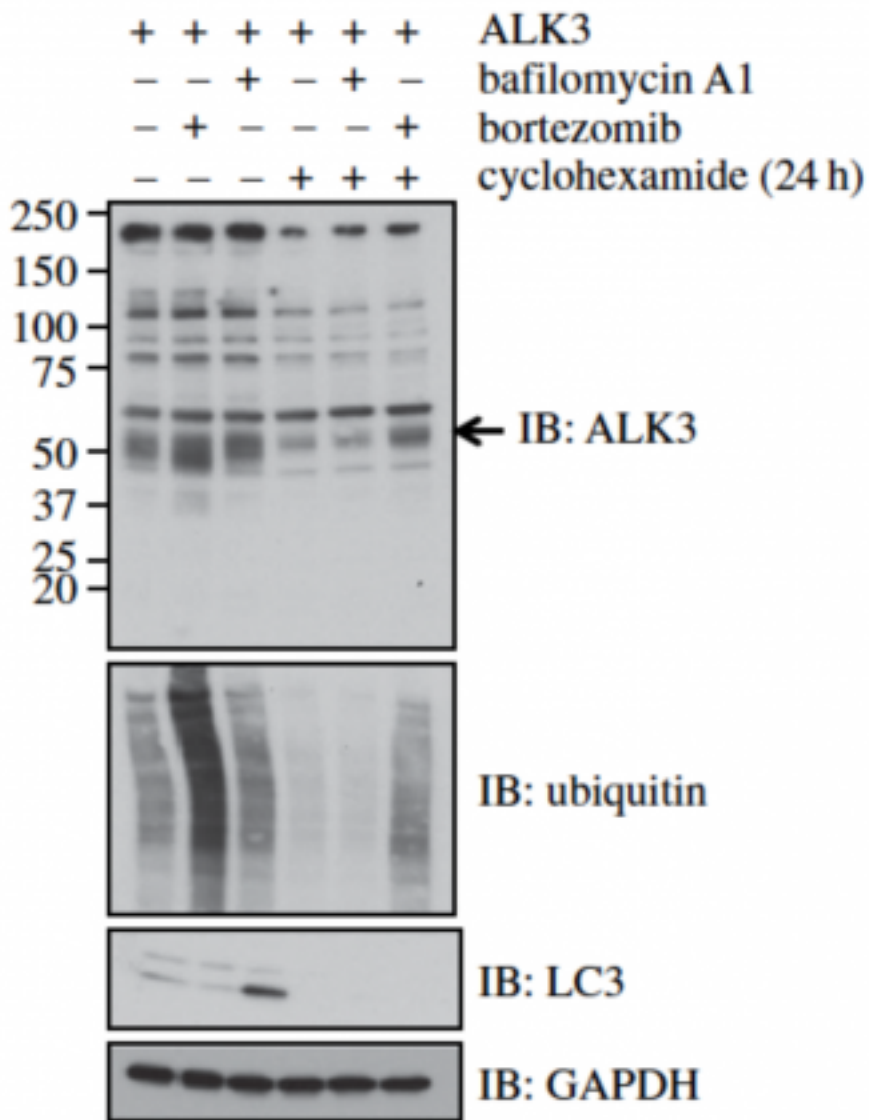 + + + + + + ALK3
– – + – + – bafilomycin A1
– + – – – + bortezomib
– – – + + + cyclohexamide (24 h)
250
150
100
75
50
37
25
20
IB: ALK3
IB: ubiquitin
IB: LC3
IB: GAPDH